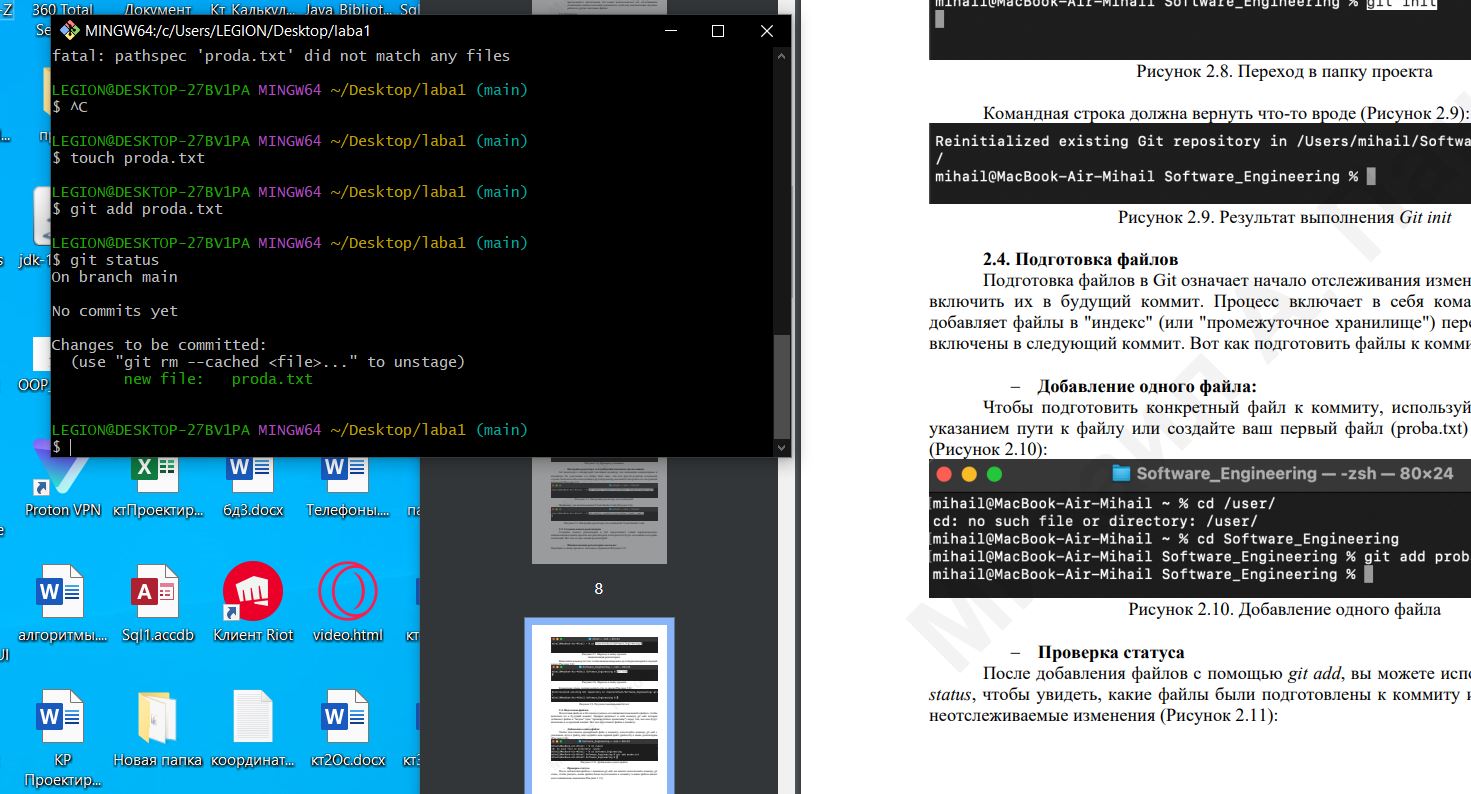 360 Total
Документ
Кт_Калькул...
Java_Библиот...
Sql
MINGW64:/c/Users/LEGION/Desktop/laba1
fatal: pathspec 'proda.txt' did not match any files
LEGION@DESKTOP-27BV1PA MINGW64 ~/Desktop/laba1 (main)
$ ^C
LEGION@DESKTOP-27BV1PA MINGW64 ~/Desktop/laba1 (main)
$ touch proda.txt
LEGION@DESKTOP-27BV1PA MINGW64 ~/Desktop/laba1 (main)
$ git add proda.txt
LEGION@DESKTOP-27BV1PA MINGW64 ~/Desktop/laba1 (main)
$ git status
On branch main
No commits yet
Changes to be committed:
(use "git rm --cached <file>..." to unstage)
new file: proda.txt
LEGION@DESKTOP-27BV1PA MINGW64 ~/Desktop/laba1 (main)
$
Proton VPN
ктПроектир...
бд3.docx
Телефоны....
алгоритмы....
Sql1.accdb
Клиент Riot
video.html
КР
Проектир...
Новая папка
координат...
кт2Ос.docx
8
mihail@MacBook-Air-Mihail Software_Engineering % git init
Рисунок 2.8. Переход в папку проекта
Командная строка должна вернуть что-то вроде (Рисунок 2.9):
Reinitialized existing Git repository in /Users/mihail/Softwa
/
mihail@MacBook-Air-Mihail Software_Engineering %
Рисунок 2.9. Результат выполнения Git init
2.4. Подготовка файлов
Подготовка файлов в Git означает начало отслеживания измен
включить их в будущий коммит. Процесс включает в себя кома
добавляет файлы в "индекс" (или "промежуточное хранилище") пер
включены в следующий коммит. Вот как подготовить файлы к комми
– Добавление одного файла:
Чтобы подготовить конкретный файл к коммиту, используй
указанием пути к файлу или создайте ваш первый файл (proba.txt)
(Рисунок 2.10):
Software_Engineering — -zsh — 80×24
mihail@MacBook-Air-Mihail ~ % cd /user/
cd: no such file or directory: /user/
mihail@MacBook-Air-Mihail ~ % cd Software_Engineering
mihail@MacBook-Air-Mihail Software_Engineering % git add prob
mihail@MacBook-Air-Mihail Software_Engineering %
Рисунок 2.10. Добавление одного файла
– Проверка статуса
После добавления файлов с помощью git add, вы можете испо
status, чтобы увидеть, какие файлы были подготовлены к коммиту и
неотслеживаемые изменения (Рисунок 2.11):